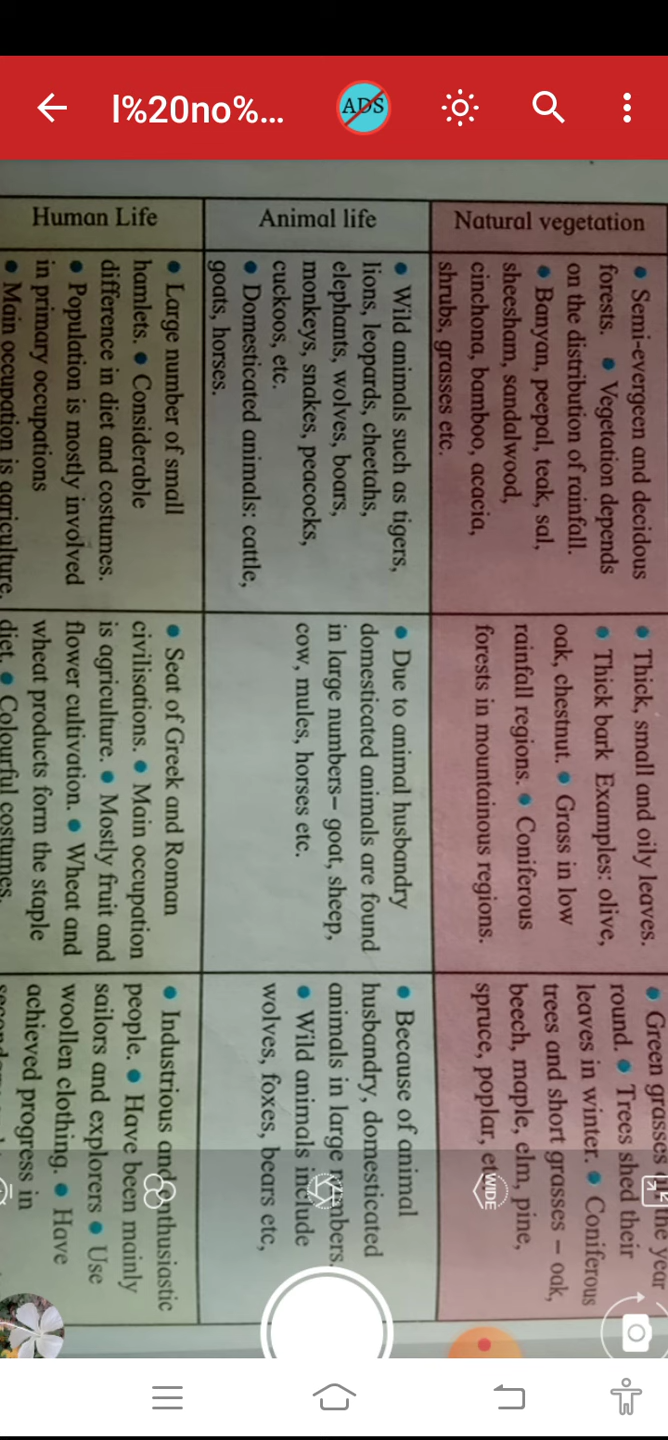 I%20no%...
ADS
Natural vegetation
• Semi-evergeen and decidous
forests. • Vegetation depends
on the distribution of rainfall.
• Banyan, peepal, teak, sal,
sheesham, sandalwood,
cinchona, bamboo, acacia,
shrubs, grasses etc.
• Thick, small and oily leaves.
• Thick bark Examples: olive,
oak, chestnut. • Grass in low
rainfall regions. • Coniferous
forests in mountainous regions.
• Green grasses the year
round. • Trees shed their
leaves in winter. • Coniferous
trees and short grasses – oak,
beech, maple, elm, pine,
spruce, poplar,
Animal life
• Wild animals such as tigers,
lions, leopards, cheetahs,
elephants, wolves, boars,
monkeys, snakes, peacocks,
cuckoos, etc.
• Domesticated animals: cattle,
goats, horses.
• Due to animal husbandry
domesticated animals are found
in large numbers– goat, sheep,
cow, mules, horses etc.
• Because of animal
husbandry, domesticated
animals in large numbers.
• Wild animals include
wolves, foxes, bears etc,
Human Life
• Large number of small
hamlets. • Considerable
difference in diet and costumes.
• Population is mostly involved
in primary occupations
• Main occupation is agriculture.
• Seat of Greek and Roman
civilisations. • Main occupation
is agriculture. • Mostly fruit and
flower cultivation. • Wheat and
wheat products form the staple
diet. • Colourful costumes.
• Industrious and enthusiastic
people. • Have been mainly
sailors and explorers • Use
woollen clothing. • Have
achieved progress in
WIDE